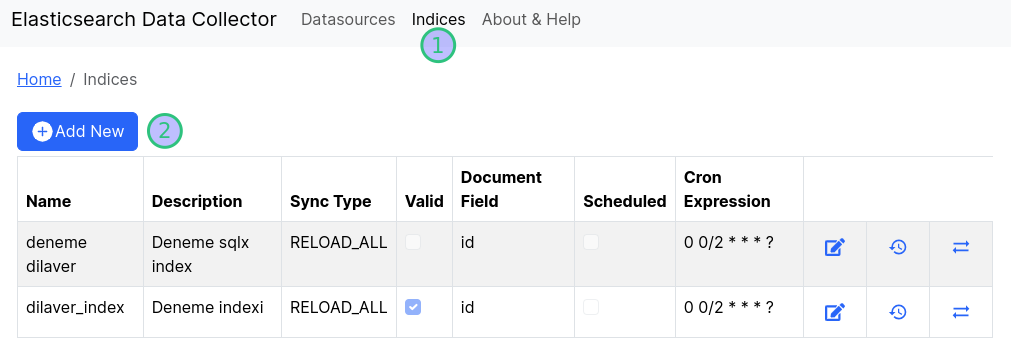 Elasticsearch Data Collector Datasources Indices About & Help
1
Home / Indices
Add New 2
Document Cron
Name Description Sync Type Valid Field Scheduled Expression
deneme Deneme sqlx RELOAD_ALL id 0 0/2 * * * ?
dilaver index
dilaver_index Deneme indexi RELOAD_ALL id 0 0/2 * * * ?